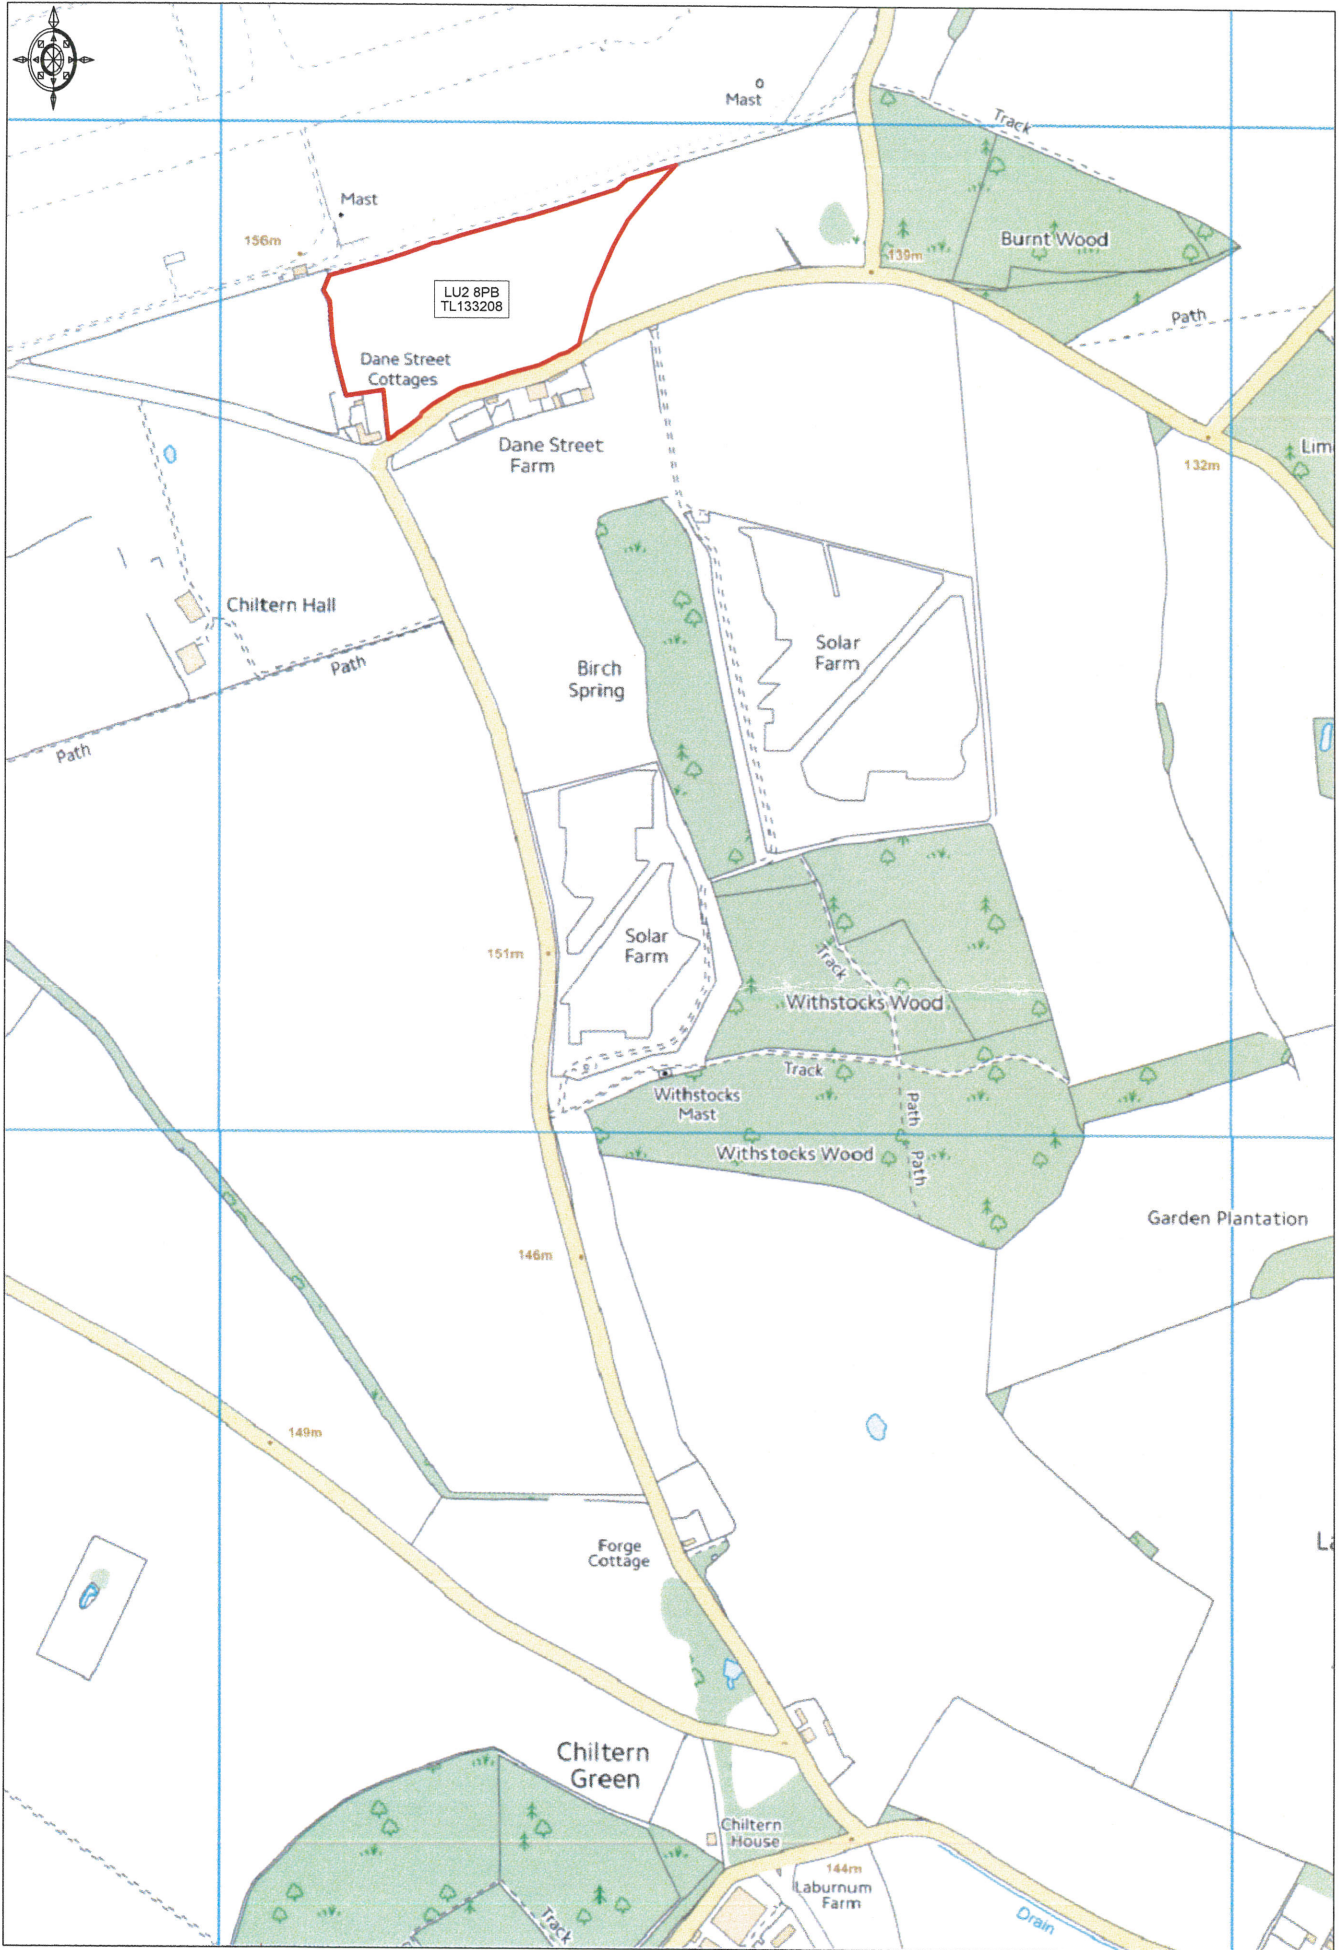 Mast
Track
Mast
156m
Burnt Wood
139m
LU2 8PB
TL133208
Path
Dane Street
Cottages
Dane Street
Farm
132m
Chiltern Hall
Solar
Farm
Path
Birch
Spring
Path
Solar
Farm
151m
Track
Withstocks Wood
Track
Withstocks
Mast
Path
Withstocks Wood
Path
Garden Plantation
146m
149m
Forge
Cottage
Chiltern
Green
Chiltern
House
144m
Laburnum
Farm
Track
Drain